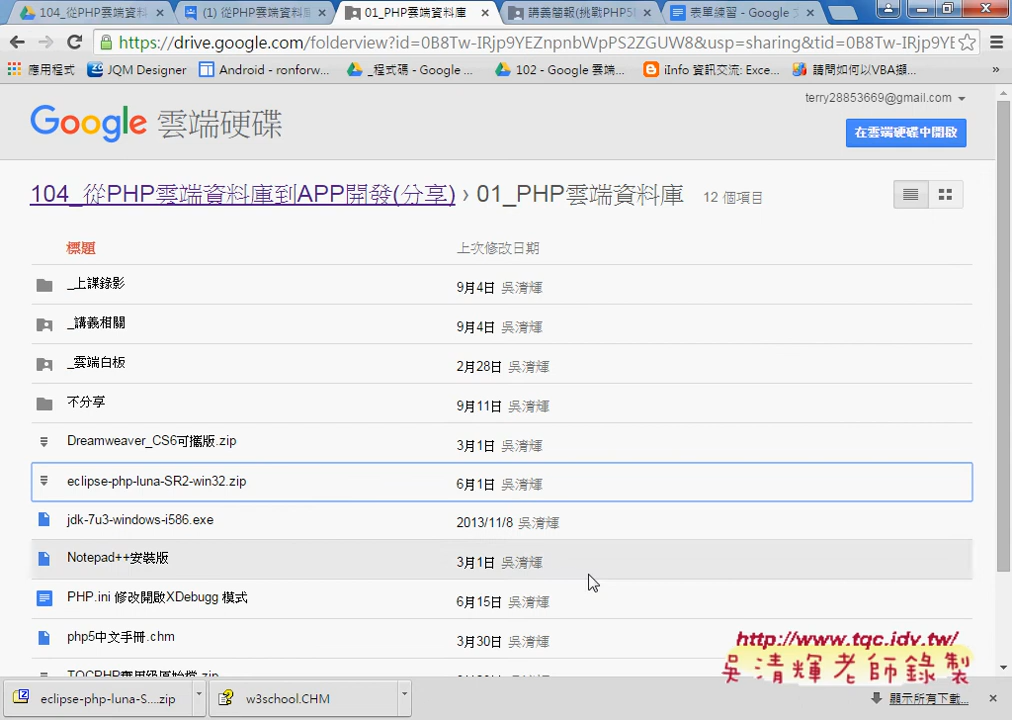 104_從PHP雲端資料
(1) 從PHP雲端資料庫
01_PHP雲端資料庫
講義簡報(挑戰PHP5
表單練習 - Google 文
https://drive.google.com/folderview?id=0B8Tw-IRjp9YEZnpnbWpPS2ZGUW8&usp=sharing&tid=0B8Tw-IRjp9YE
應用程式
JQM Designer
Android - ronforw...
_程式碼 - Google ...
102 - Google 雲端...
iInfo 資訊交流: Exce...
請問如何以VBA擷...
»
terry28853669@gmail.com
Google 雲端硬碟
在雲端硬碟中開啟
104_從PHP雲端資料庫到APP開發(分享) › 01_PHP雲端資料庫 12 個項目
標題 上次修改日期
_上課錄影 9月4日 吳清輝
_講義相關 9月4日 吳清輝
_雲端白板 2月28日 吳清輝
不分享 9月11日 吳清輝
Dreamweaver_CS6可攜版.zip 3月1日 吳清輝
eclipse-php-luna-SR2-win32.zip 6月1日 吳清輝
jdk-7u3-windows-i586.exe 2013/11/8 吳清輝
Notepad++安裝版 3月1日 吳清輝
PHP.ini 修改開啟XDebugg 模式 6月15日 吳清輝
php5中文手冊.chm 3月30日 吳清輝
http://www.tqc.idv.tw/
吳清輝老師錄製
eclipse-php-luna-S....zip
w3school.CHM
顯示所有下載...